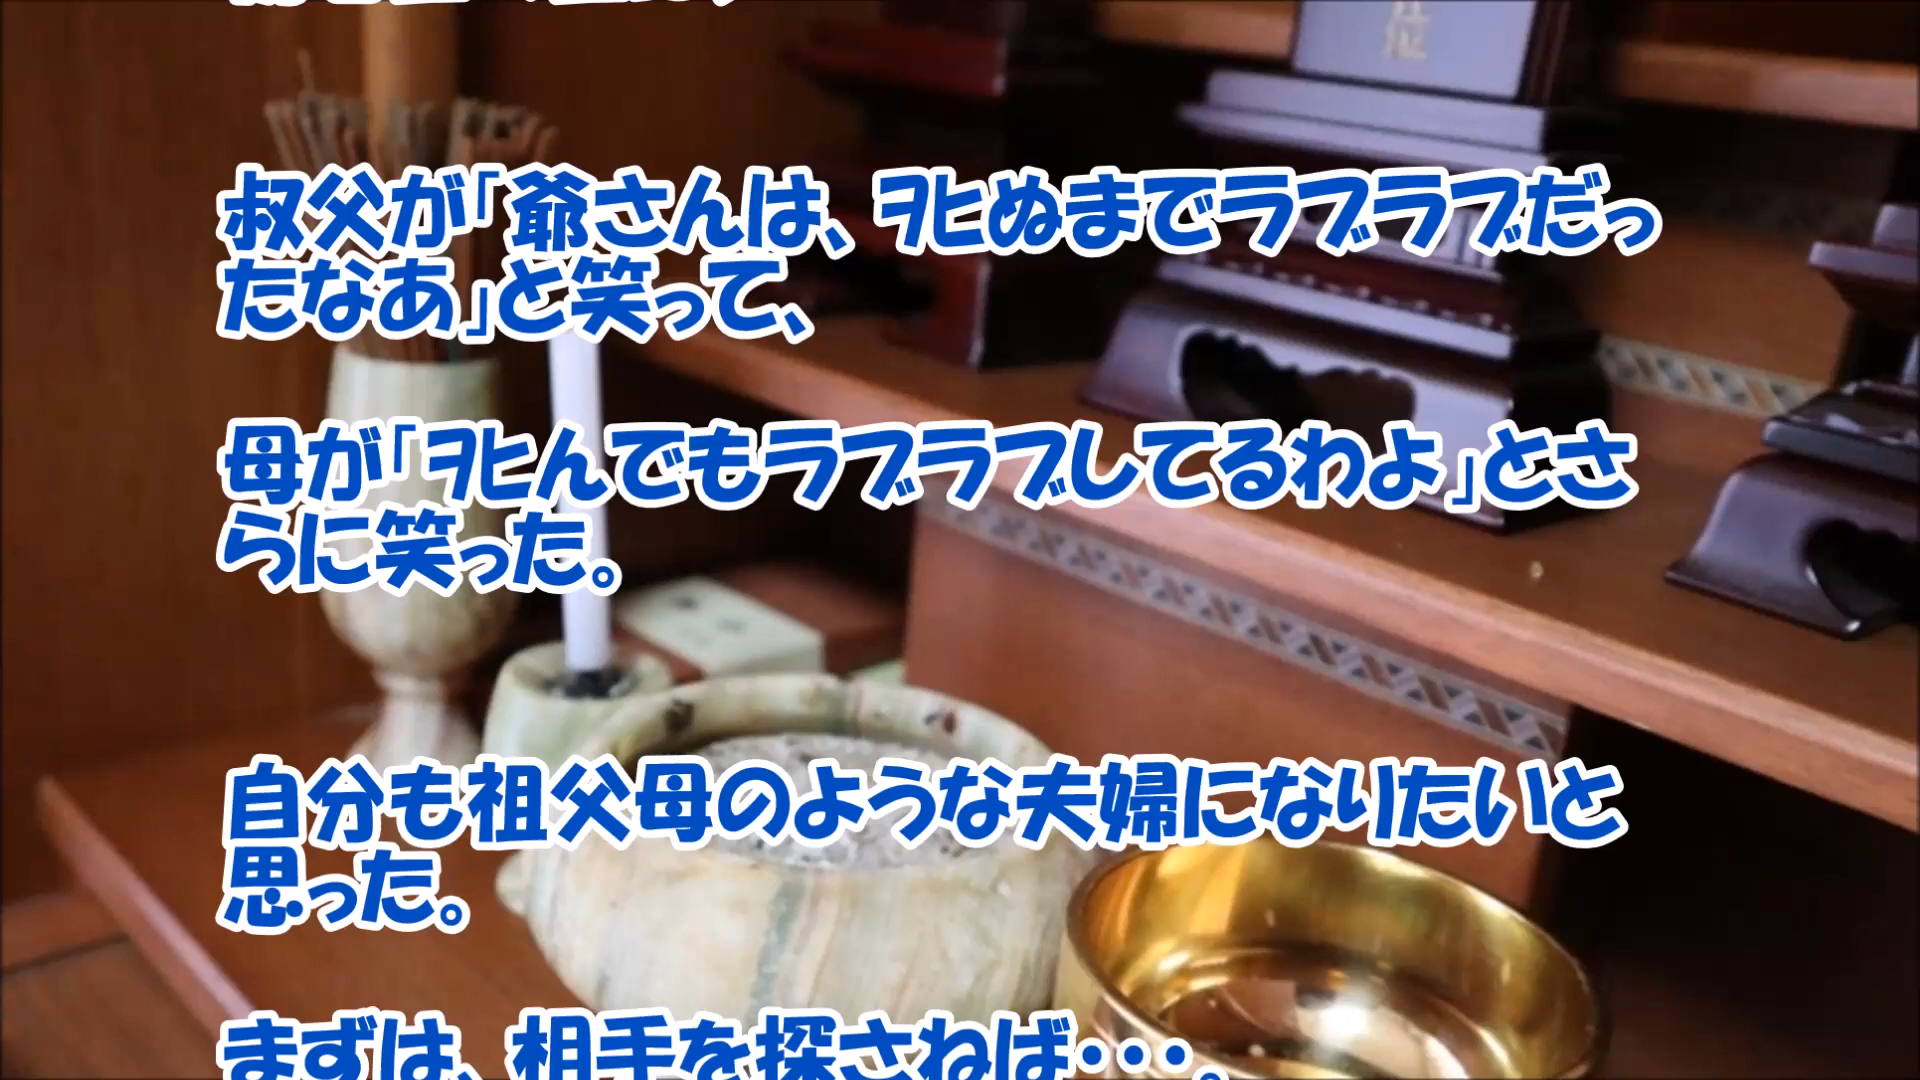 叔父が「爺さんは、ヲヒぬまでラブラブだっ
たなあ」と笑って、
母が「ヲヒんでもラブラブしてるわよ」とさ
らに笑った。
自分も祖父母のような夫婦になりたいと
思った。
まずは、相手を探さねば・・・。